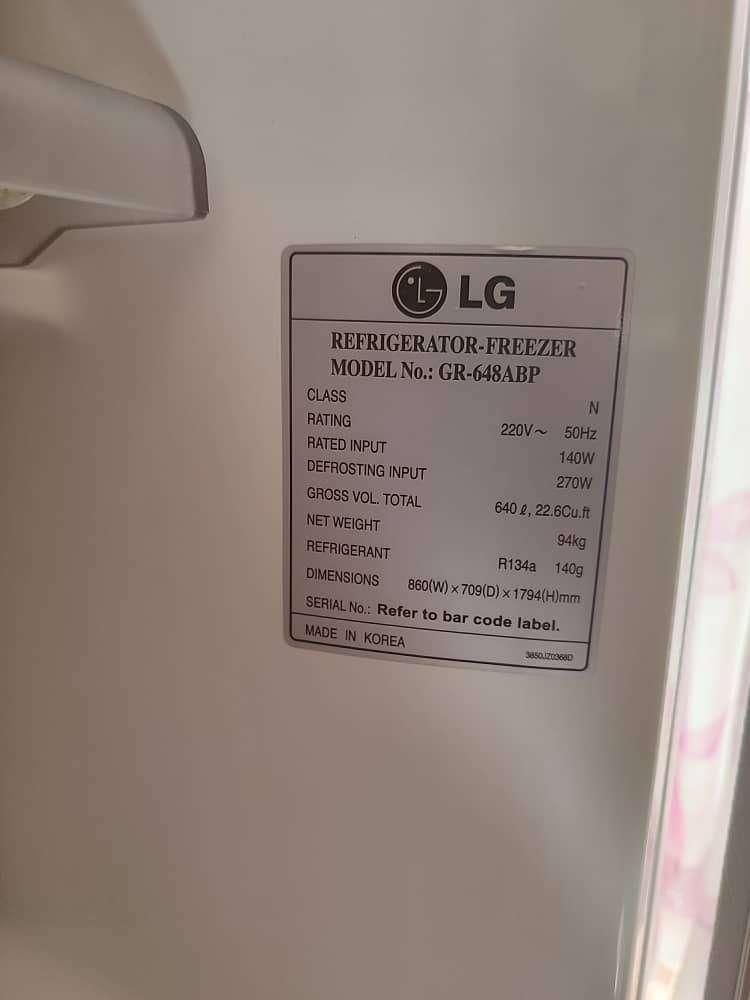 LG
REFRIGERATOR-FREEZER
MODEL No.: GR-648ABP
CLASS N
RATING 220V～ 50Hz
RATED INPUT 140W
DEFROSTING INPUT 270W
GROSS VOL. TOTAL 640 ℓ, 22.6Cu.ft
NET WEIGHT 94kg
REFRIGERANT R134a 140g
DIMENSIONS 860(W)×709(D)×1794(H)mm
SERIAL No.: Refer to bar code label.
MADE IN KOREA 3850JZ0368D